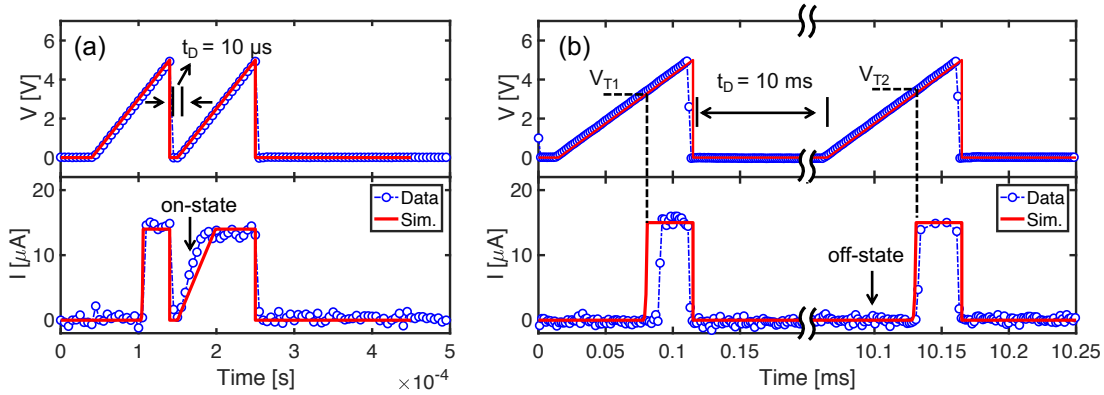 (a)
t_D = 10 µs
V [V]
6
4
2
0
I [µA]
20
10
0
on-state
Data
Sim.
0
1
2
3
4
5
Time [s]
×10⁻⁴
(b)
V_T1
t_D = 10 ms
V_T2
V [V]
6
4
2
0
I [µA]
20
10
0
off-state
Data
Sim.
0
0.05
0.1
0.15
10.1
10.15
10.2
10.25
Time [ms]